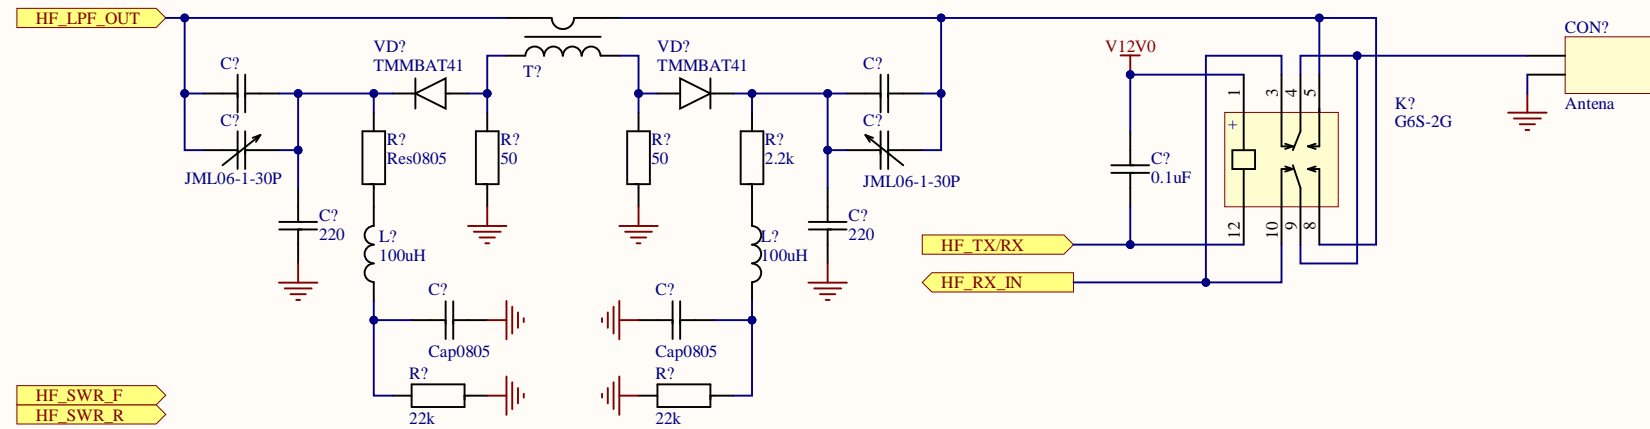 HF_LPF_OUT
CON?
VD?
TMMBAT41
VD?
TMMBAT41
V12V0
C?
T?
C?
1
3
4
5
K?
G6S-2G
Antena
C?
C?
+
R?
Res0805
R?
50
R?
50
R?
2.2k
C?
0.1uF
JML06-1-30P
JML06-1-30P
C?
220
C?
220
12
10
9
8
L?
100uH
L?
100uH
HF_TX/RX
HF_RX_IN
C?
Cap0805
C?
Cap0805
R?
22k
R?
22k
HF_SWR_F
HF_SWR_R